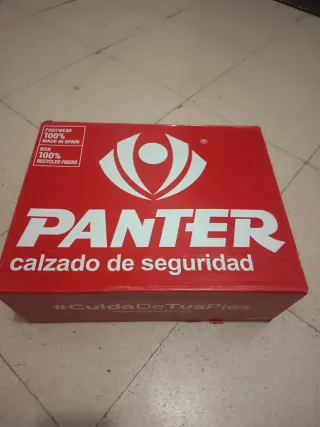 FOOTWEAR
100%
MADE IN SPAIN
BOX
100%
RECYCLED FIBERS
®
PANTER
calzado de seguridad
#CuidaDeTusPies